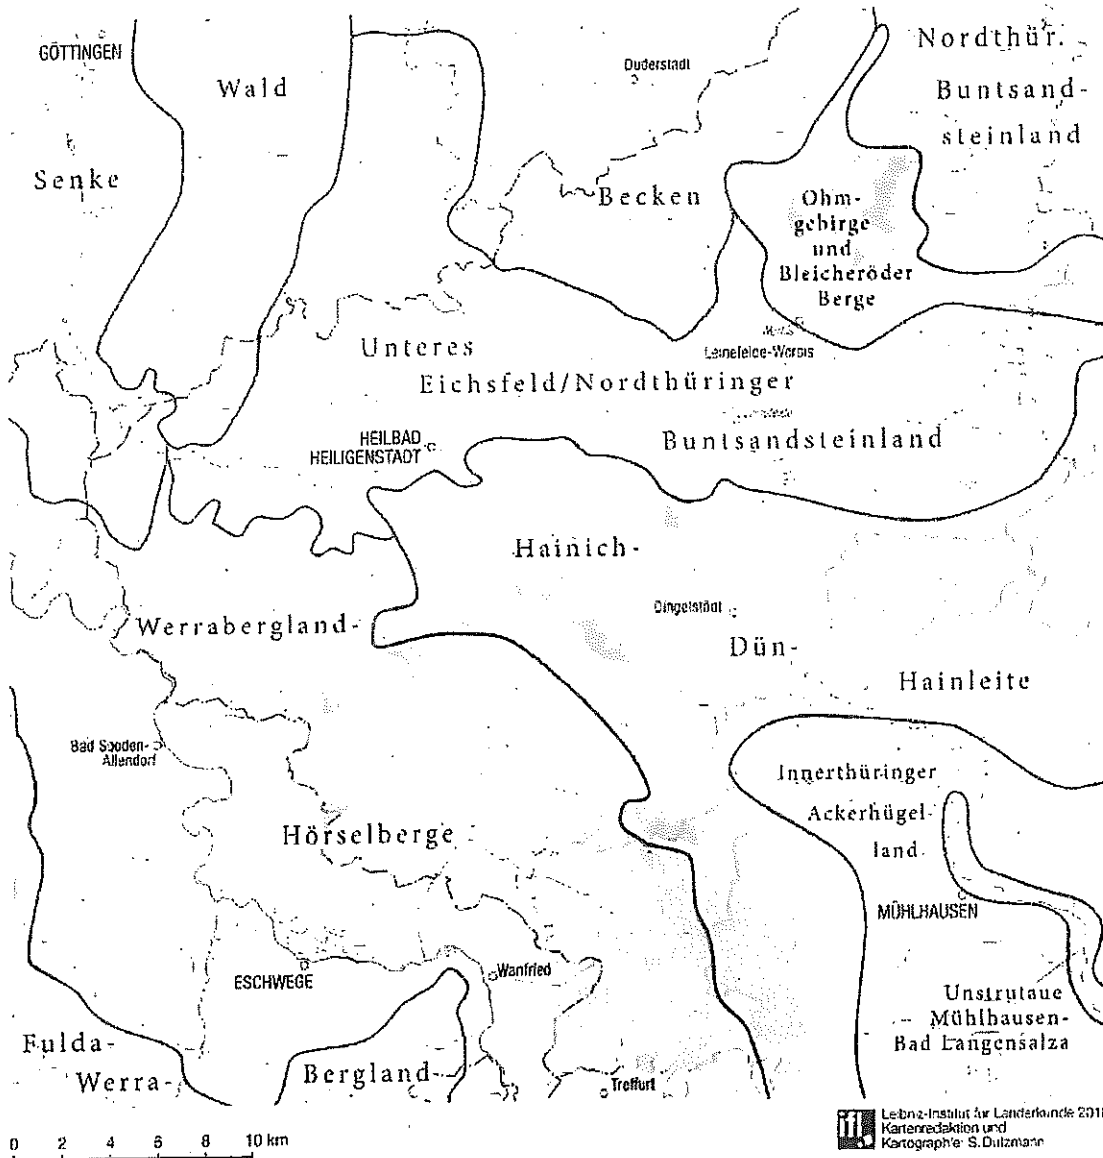 GÖTTINGEN
Wald
Duderstadt
Nordthür.
Buntsand-
steinland
Senke
Becken
Ohm-
gebirge
und
Bleicheröder
Berge
Unteres
Leinefelde-Worbis
Eichsfeld/Nordthüringer
HEILBAD
HEILIGENSTADT
Buntsandsteinland
Hainich-
Dingelstädt
Werrabergland-
Dün-
Hainleite
Bad Sooden-
Allendorf
Innerthüringer
Ackerhügel-
land
Hörselberge
MÜHLHAUSEN
ESCHWEGE
Wanfried
Unstrutaue
Mühlhausen-
Bad Langensalza
Fulda-
Werra-
Bergland
Treffurt
0 2 4 6 8 10 km
ifl
Leibniz-Institut für Länderkunde
Kartenredaktion und
Kartographie: S. Dutzmann